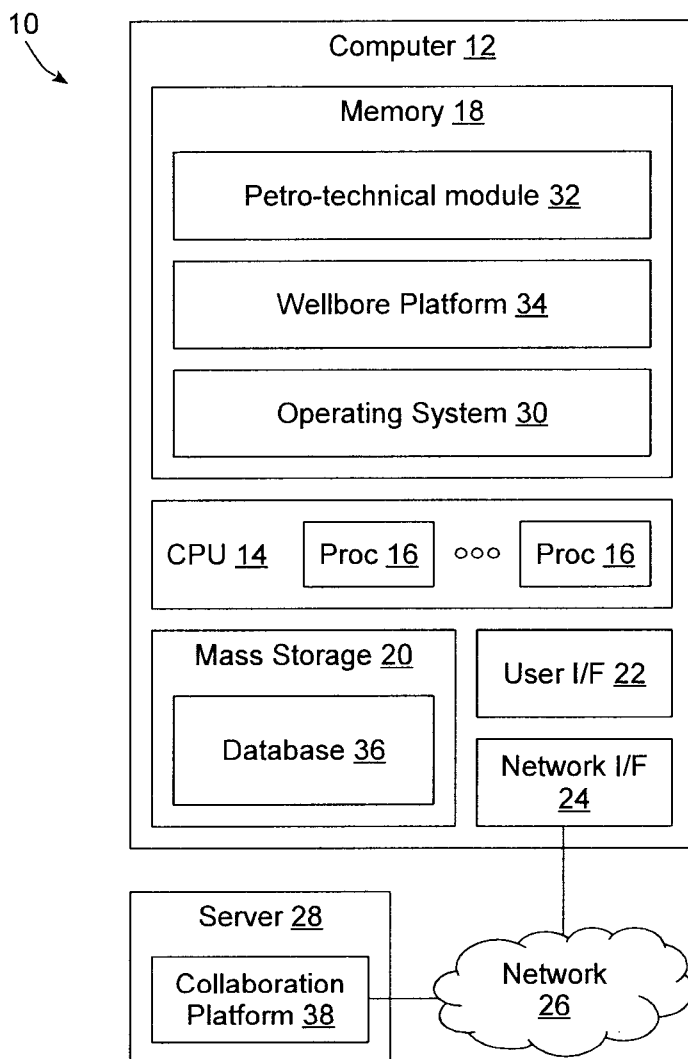 10
Computer 12
Memory 18
Petro-technical module 32
Wellbore Platform 34
Operating System 30
CPU 14
Proc 16
Proc 16
Mass Storage 20
Database 36
User I/F 22
Network I/F
24
Server 28
Collaboration
Platform 38
Network
26